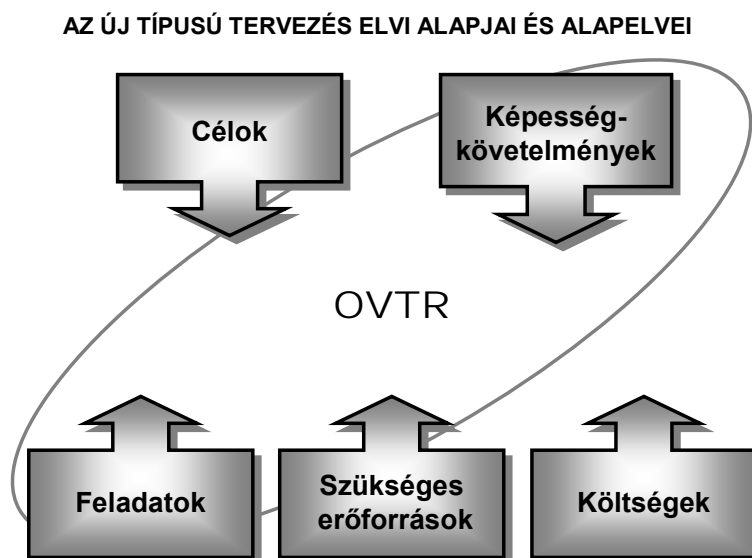 AZ ÚJ TÍPUSÚ TERVEZÉS ELVI ALAPJAI ÉS ALAPELVEI
Célok
Képesség-
követelmények
OVTR
Feladatok
Szükséges
erőforrások
Költségek